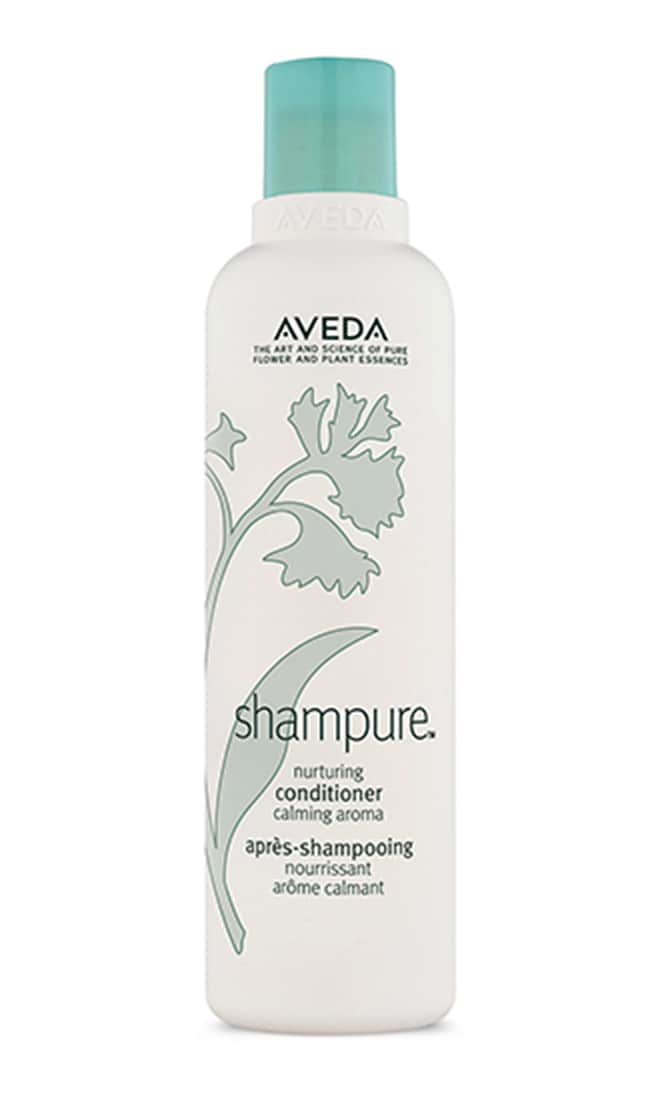 AVEDA
AVEDA
THE ART AND SCIENCE OF PURE
FLOWER AND PLANT ESSENCES
shampure™
nurturing
conditioner
calming aroma
après-shampooing
nourrissant
arôme calmant